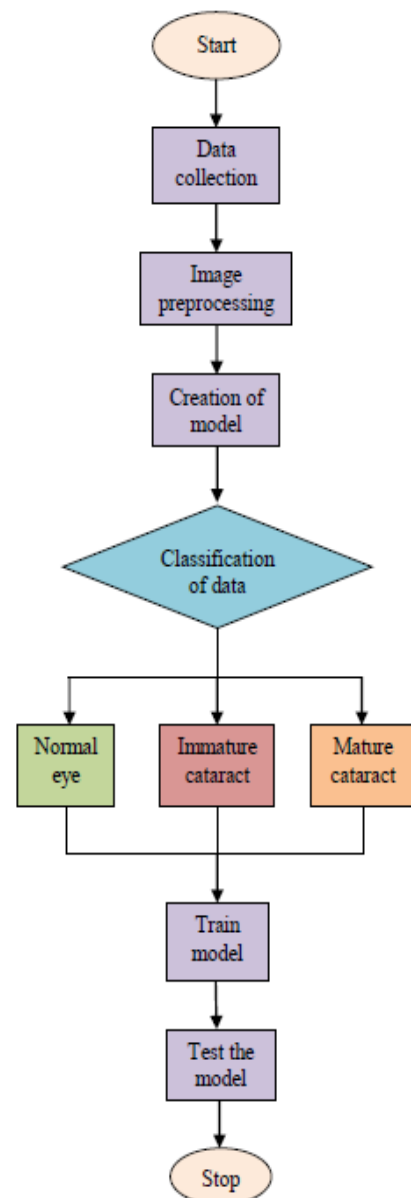 Start
Data
collection
Image
preprocessing
Creation of
model
Classification
of data
Normal
eye
Immature
cataract
Mature
cataract
Train
model
Test the
model
Stop